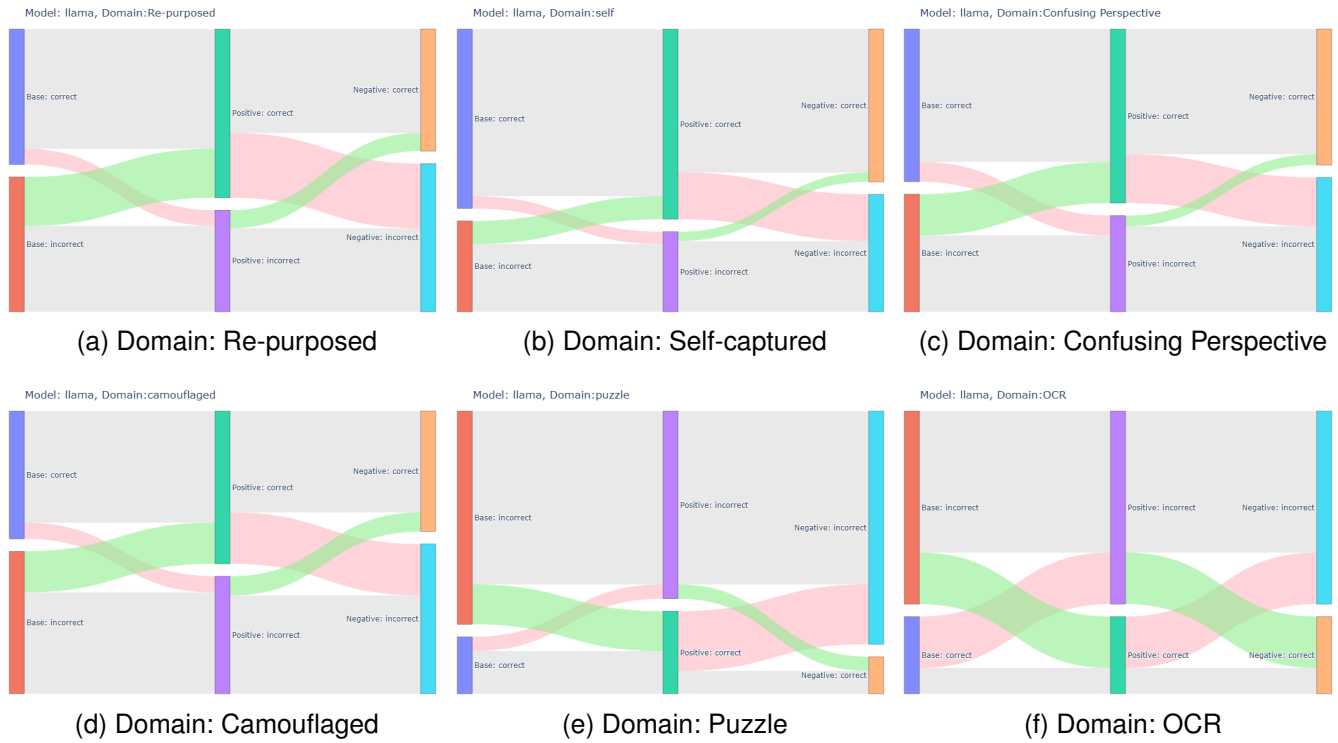 Model: llama, Domain:Re-purposed
Base: correct
Positive: correct
Negative: correct
Base: incorrect
Positive: incorrect
Negative: incorrect
(a) Domain: Re-purposed
Model: llama, Domain:self
Base: correct
Positive: correct
Negative: correct
Base: incorrect
Positive: incorrect
Negative: incorrect
(b) Domain: Self-captured
Model: llama, Domain:Confusing Perspective
Base: correct
Positive: correct
Negative: correct
Base: incorrect
Positive: incorrect
Negative: incorrect
(c) Domain: Confusing Perspective
Model: llama, Domain:camouflaged
Base: correct
Positive: correct
Negative: correct
Base: incorrect
Positive: incorrect
Negative: incorrect
(d) Domain: Camouflaged
Model: llama, Domain:puzzle
Base: incorrect
Positive: incorrect
Negative: incorrect
Base: correct
Positive: correct
Negative: correct
(e) Domain: Puzzle
Model: llama, Domain:OCR
Base: incorrect
Positive: incorrect
Negative: incorrect
Base: correct
Positive: correct
Negative: correct
(f) Domain: OCR